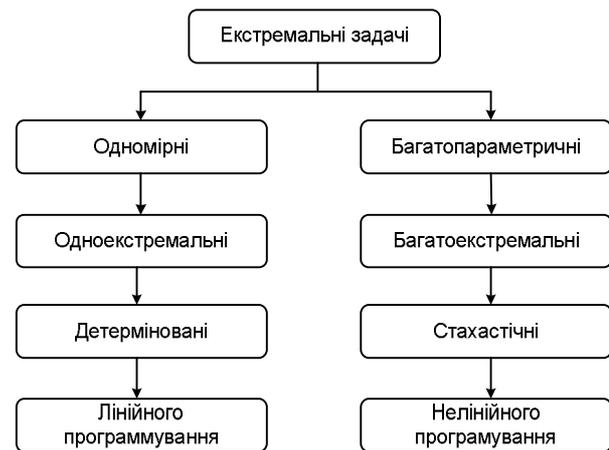 Екстремальні задачі
Одномірні
Багатопараметричні
Одноекстремальні
Багатоекстремальні
Детерміновані
Стахастічні
Лінійного
программування
Нелінійного
програмування